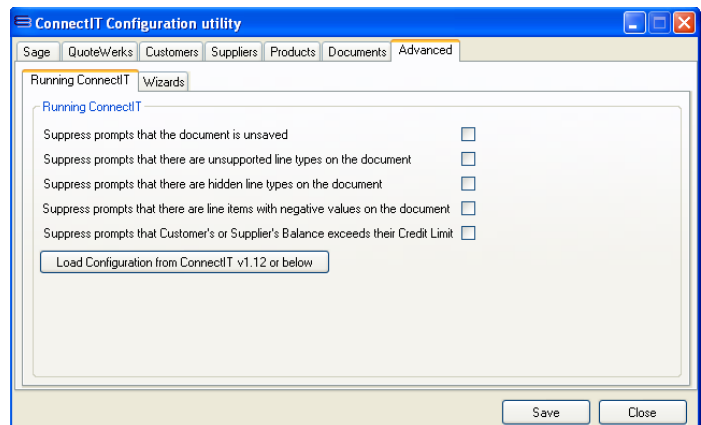 ConnectIT Configuration utility
Sage QuoteWerks Customers Suppliers Products Documents Advanced
Running ConnectIT Wizards
Running ConnectIT
Suppress prompts that the document is unsaved
Suppress prompts that there are unsupported line types on the document
Suppress prompts that there are hidden line types on the document
Suppress prompts that there are line items with negative values on the document
Suppress prompts that Customer's or Supplier's Balance exceeds their Credit Limit
Load Configuration from ConnectIT v1.12 or below
Save Close